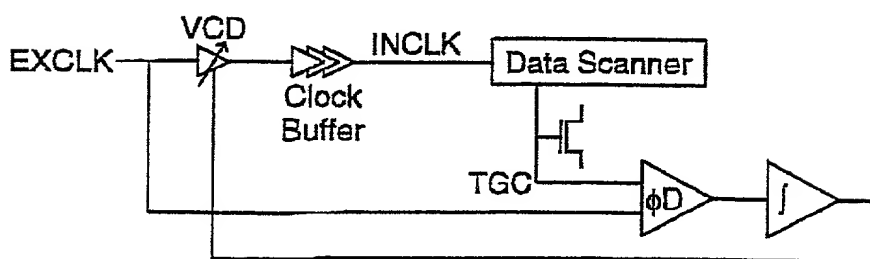 VCD
EXCLK
INCLK
Data Scanner
Clock
Buffer
TGC
ϕD
∫